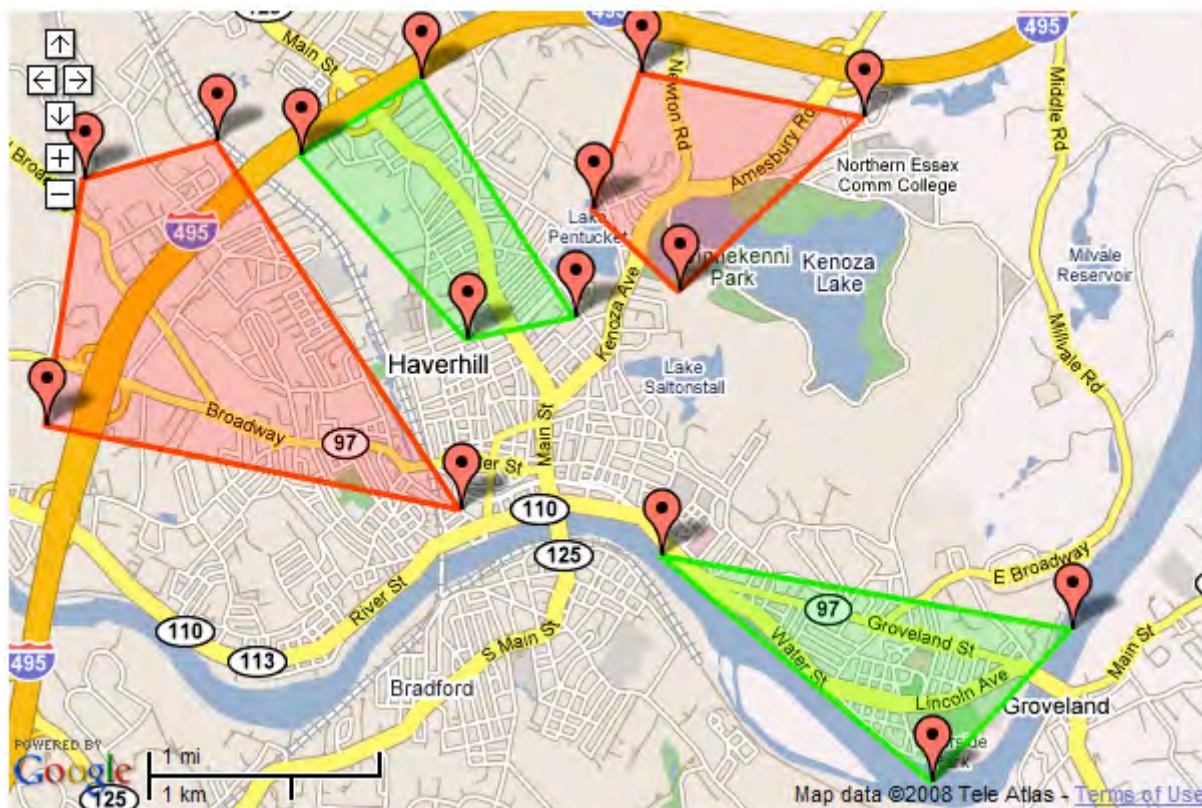 495
495
Main St
Newton Rd
Middle Rd
Amesbury Rd
Northern Essex
Comm College
495
Lake
Pentucket
Park
Kenoza
Lake
Milvale
Reservoir
Kenoza Ave
Millvale Rd
Haverhill
Lake
Saltonstall
Broadway
97
Main St
St
110
125
E Broadway
River St
97
Groveland St
110
113
S Main St
Water St
Main St
495
Bradford
Lincoln Ave
Groveland
POWERED BY
Google
1 mi
1 km
125
Map data ©2008 Tele Atlas - Terms of Use